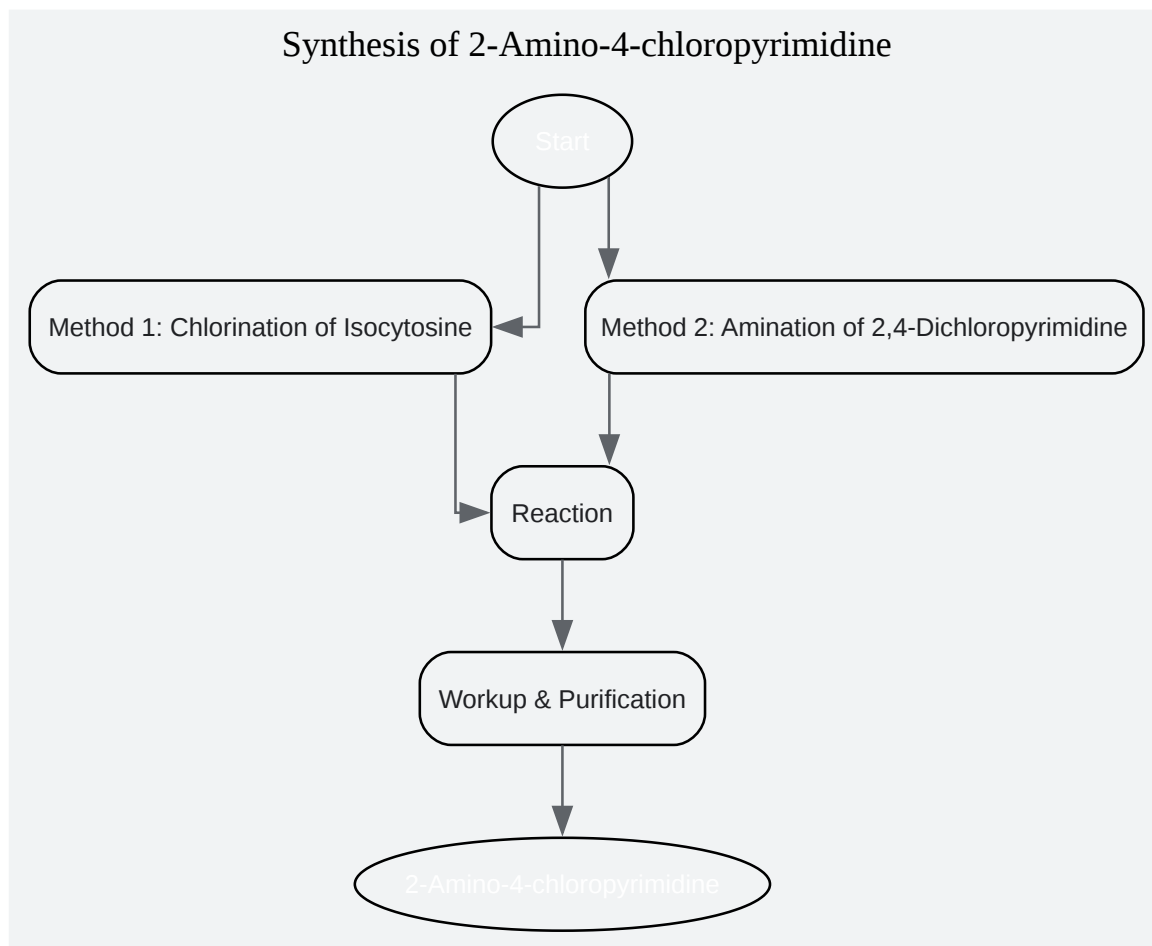 Synthesis of 2-Amino-4-chloropyrimidine
Start
Method 1: Chlorination of Isocytosine
Method 2: Amination of 2,4-Dichloropyrimidine
Reaction
Workup & Purification
2-Amino-4-chloropyrimidine